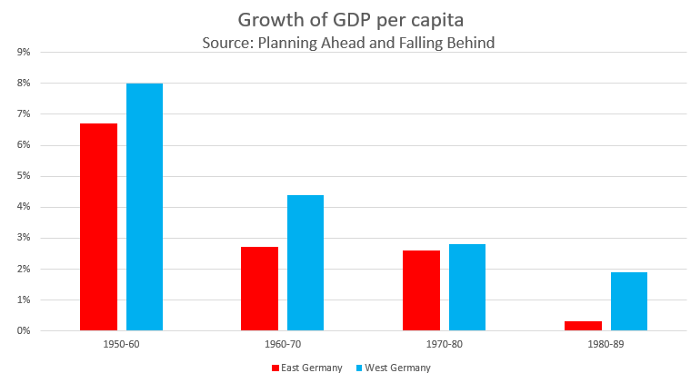 Growth of GDP per capita
Source: Planning Ahead and Falling Behind
9%
8%
7%
6%
5%
4%
3%
2%
1%
0%
1950-60 1960-70 1970-80 1980-89
East Germany West Germany